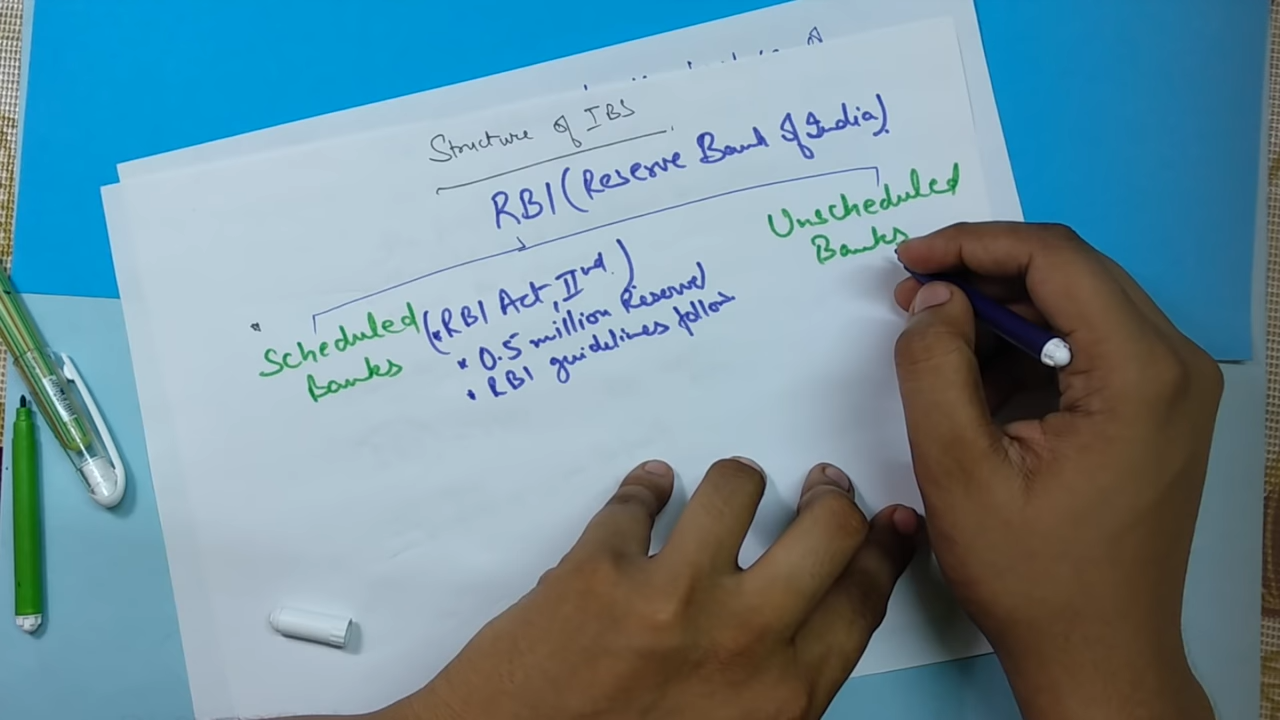 Structure of IBS
RBI (Reserve Bank of India)
Scheduled Banks
(*RBI Act, IInd.)
* 0.5 million Reserved
* RBI guidelines follow
Unscheduled
Banks